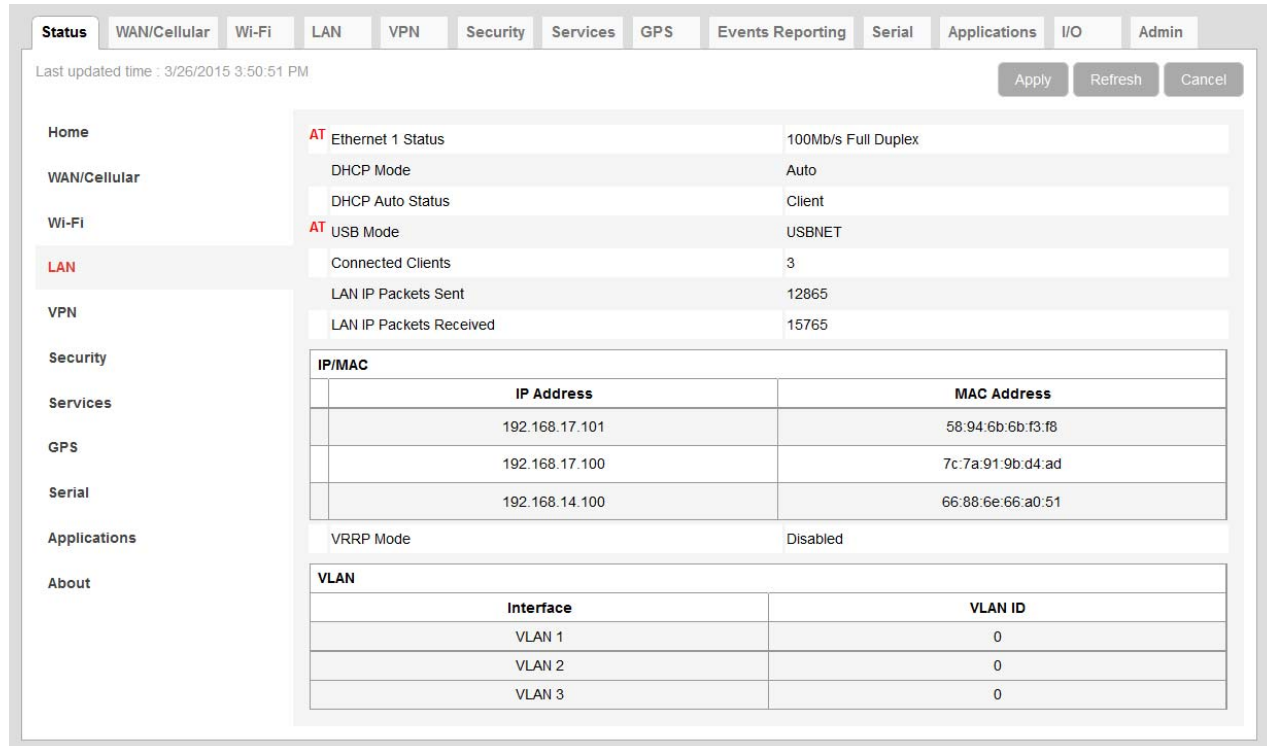 Status WAN/Cellular Wi-Fi LAN VPN Security Services GPS Events Reporting Serial Applications I/O Admin
Last updated time : 3/26/2015 3:50:51 PM
Apply Refresh Cancel
Home
WAN/Cellular
Wi-Fi
LAN
VPN
Security
Services
GPS
Serial
Applications
About
AT Ethernet 1 Status 100Mb/s Full Duplex
DHCP Mode Auto
DHCP Auto Status Client
AT USB Mode USBNET
Connected Clients 3
LAN IP Packets Sent 12865
LAN IP Packets Received 15765
IP/MAC
IP Address MAC Address
192.168.17.101 58:94:6b:6b:f3:f8
192.168.17.100 7c:7a:91:9b:d4:ad
192.168.14.100 66:88:6e:66:a0:51
VRRP Mode Disabled
VLAN
Interface VLAN ID
VLAN 1 0
VLAN 2 0
VLAN 3 0